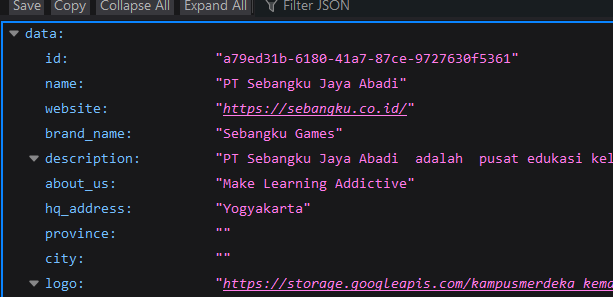 Save Copy Collapse All Expand All Filter JSON
data:
id: "a79ed31b-6180-41a7-87ce-9727630f5361"
name: "PT Sebangku Jaya Abadi"
website: "https://sebangku.co.id/"
brand_name: "Sebangku Games"
description: "PT Sebangku Jaya Abadi  adalah  pusat edukasi kel
about_us: "Make Learning Addictive"
hq_address: "Yogyakarta"
province: ""
city: ""
logo: "https://storage.googleapis.com/kampusmerdeka_kema